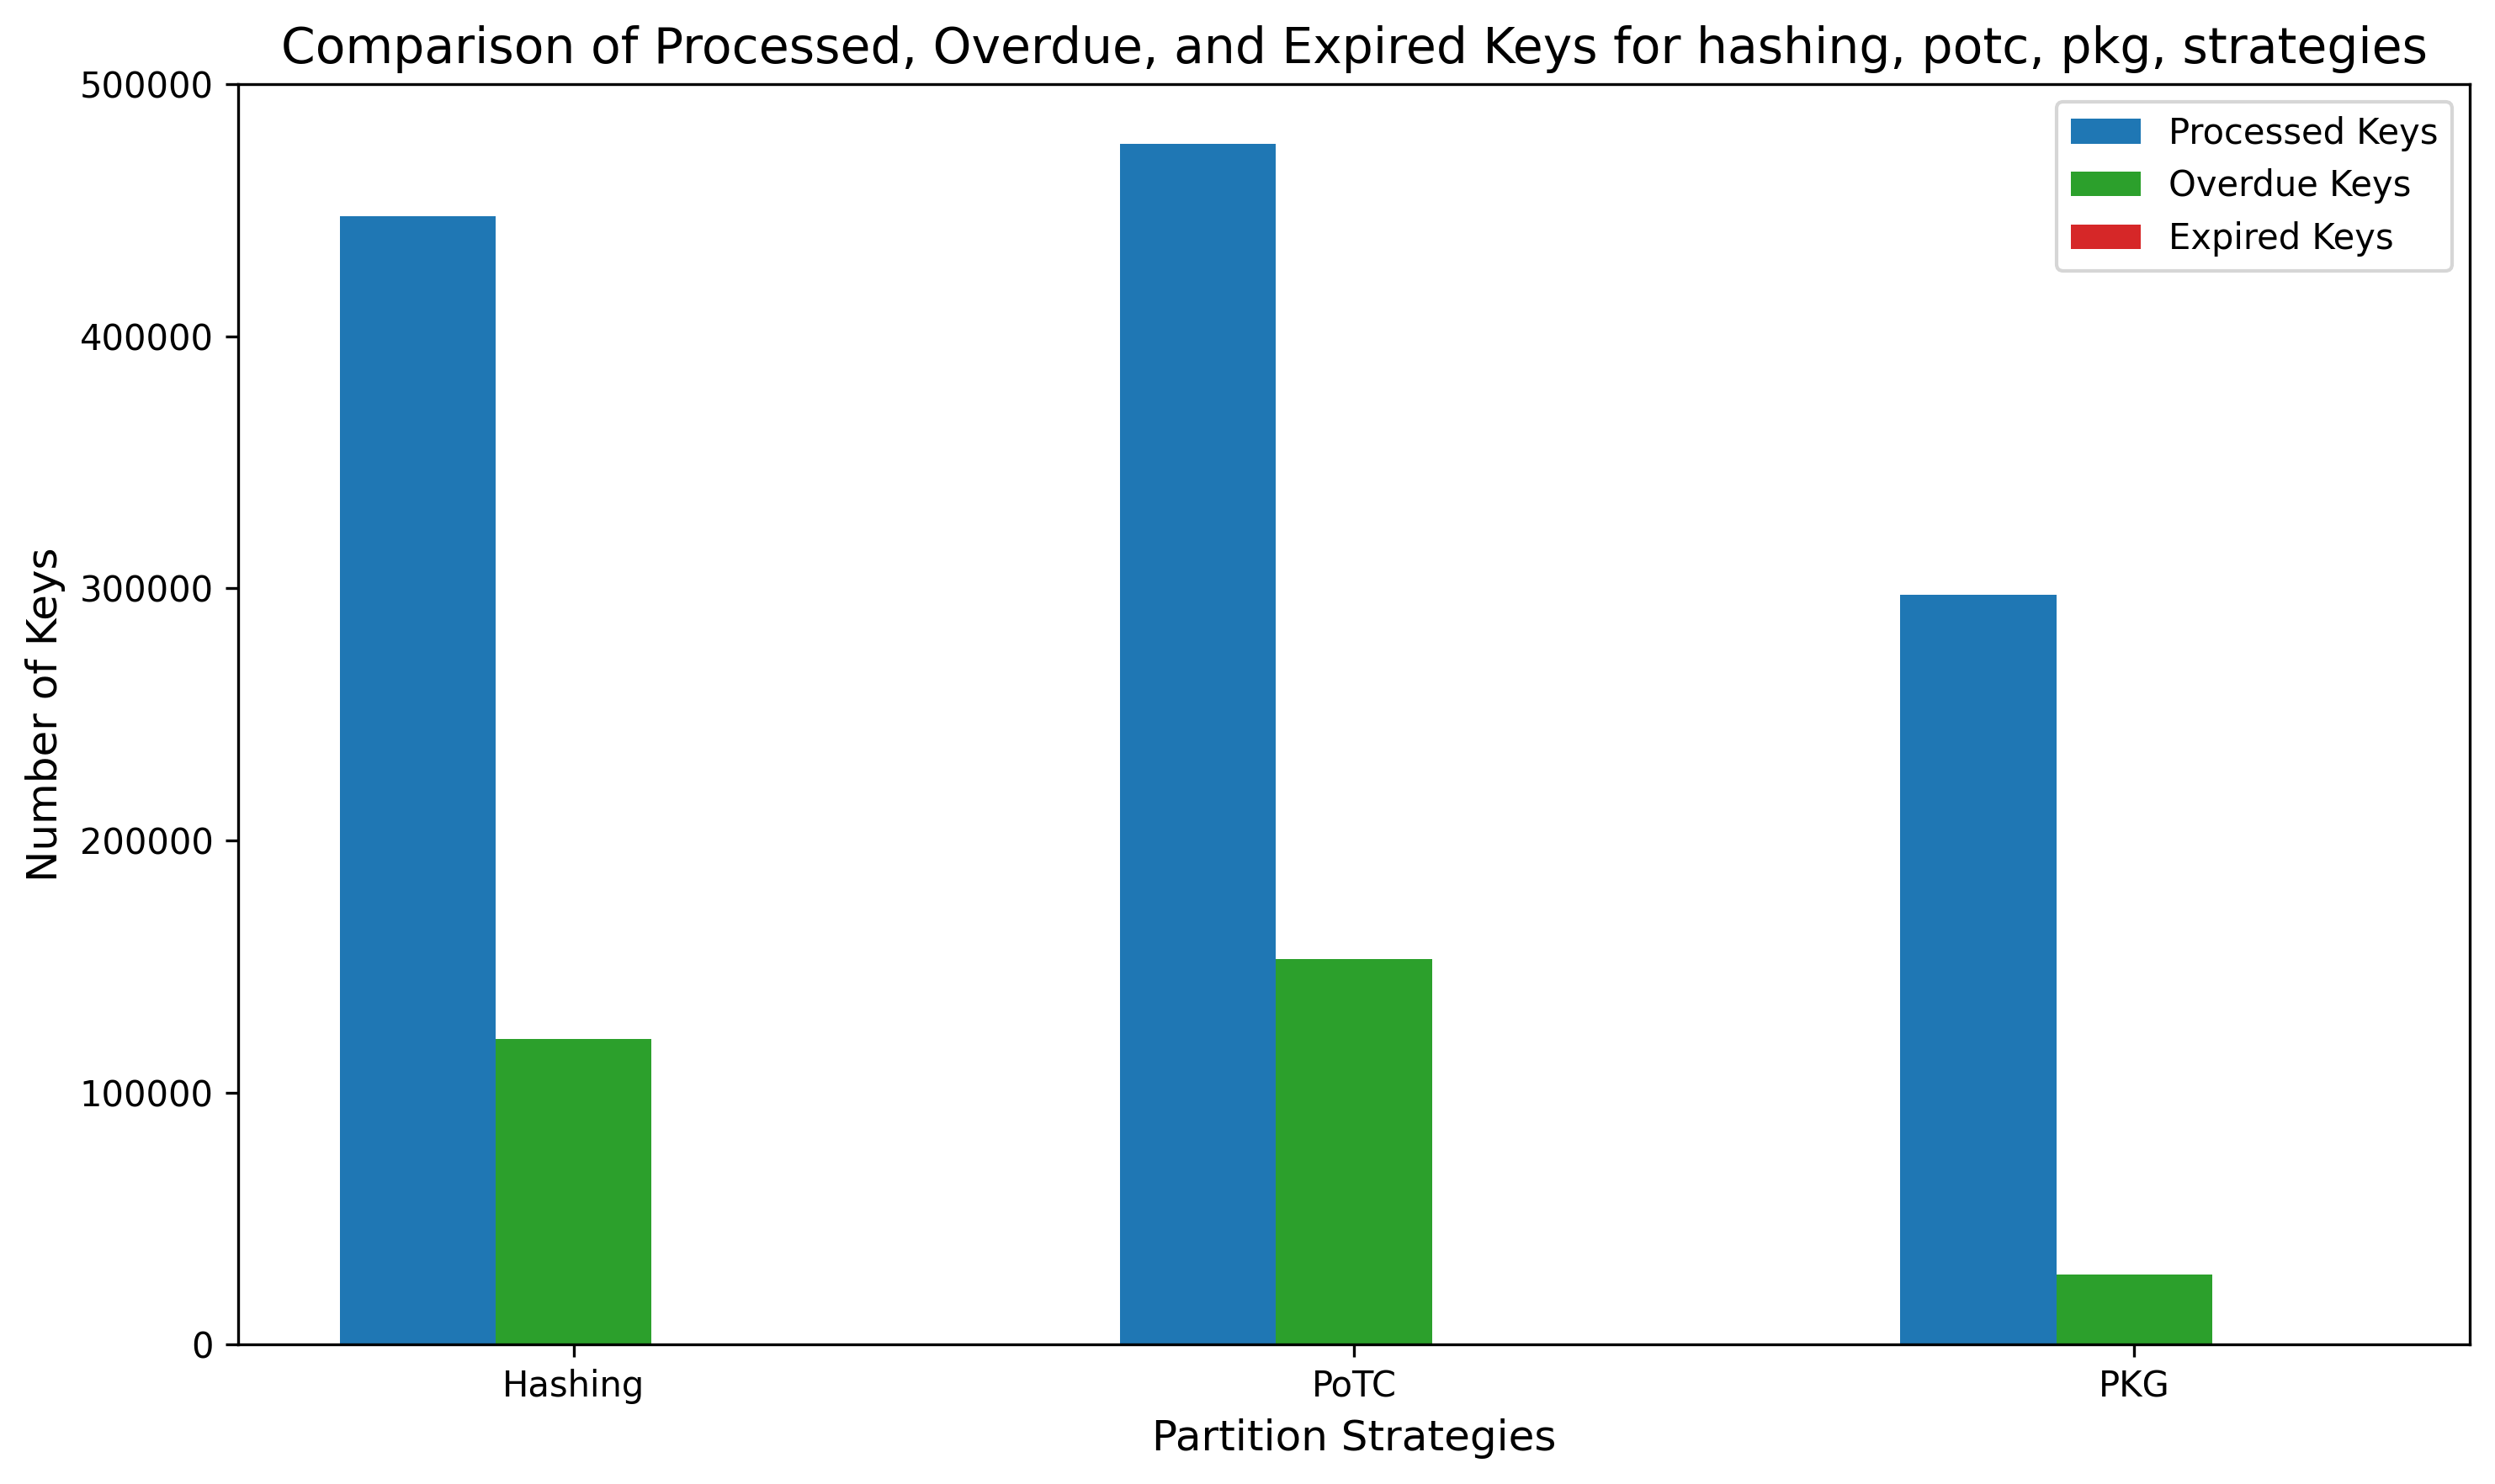 Comparison of Processed, Overdue, and Expired Keys for hashing, potc, pkg, strategies
500000
400000
300000
200000
100000
0
Number of Keys
Processed Keys
Overdue Keys
Expired Keys
Hashing
PoTC
PKG
Partition Strategies